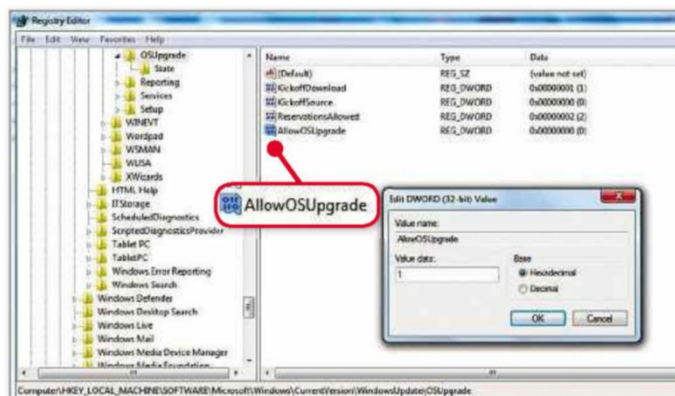 Registry Editor
File Edit View Favorites Help
OSUpgrade
State
Reporting
Services
Setup
WINEVT
Wordpad
WSMAN
WUSA
XWizards
HTML Help
ITStorage
ScheduledDiagnostics
ScriptedDiagnosticsProvider
Tablet PC
TabletPC
Windows Error Reporting
Windows Search
Windows Defender
Windows Desktop Search
Windows Live
Windows Mail
Windows Media Device Manager
Windows Media Foundation
Name Type Data
(Default) REG_SZ (value not set)
KickoffDownload REG_DWORD 0x00000001 (1)
KickoffSource REG_DWORD 0x00000000 (0)
ReservationsAllowed REG_DWORD 0x00000002 (2)
AllowOSUpgrade REG_DWORD 0x00000000 (0)
AllowOSUpgrade
Edit DWORD (32-bit) Value
Value name:
AllowOSUpgrade
Value data:
1
Base
Hexadecimal
Decimal
OK Cancel
Computer\HKEY_LOCAL_MACHINE\SOFTWARE\Microsoft\Windows\CurrentVersion\WindowsUpdate\OSUpgrade